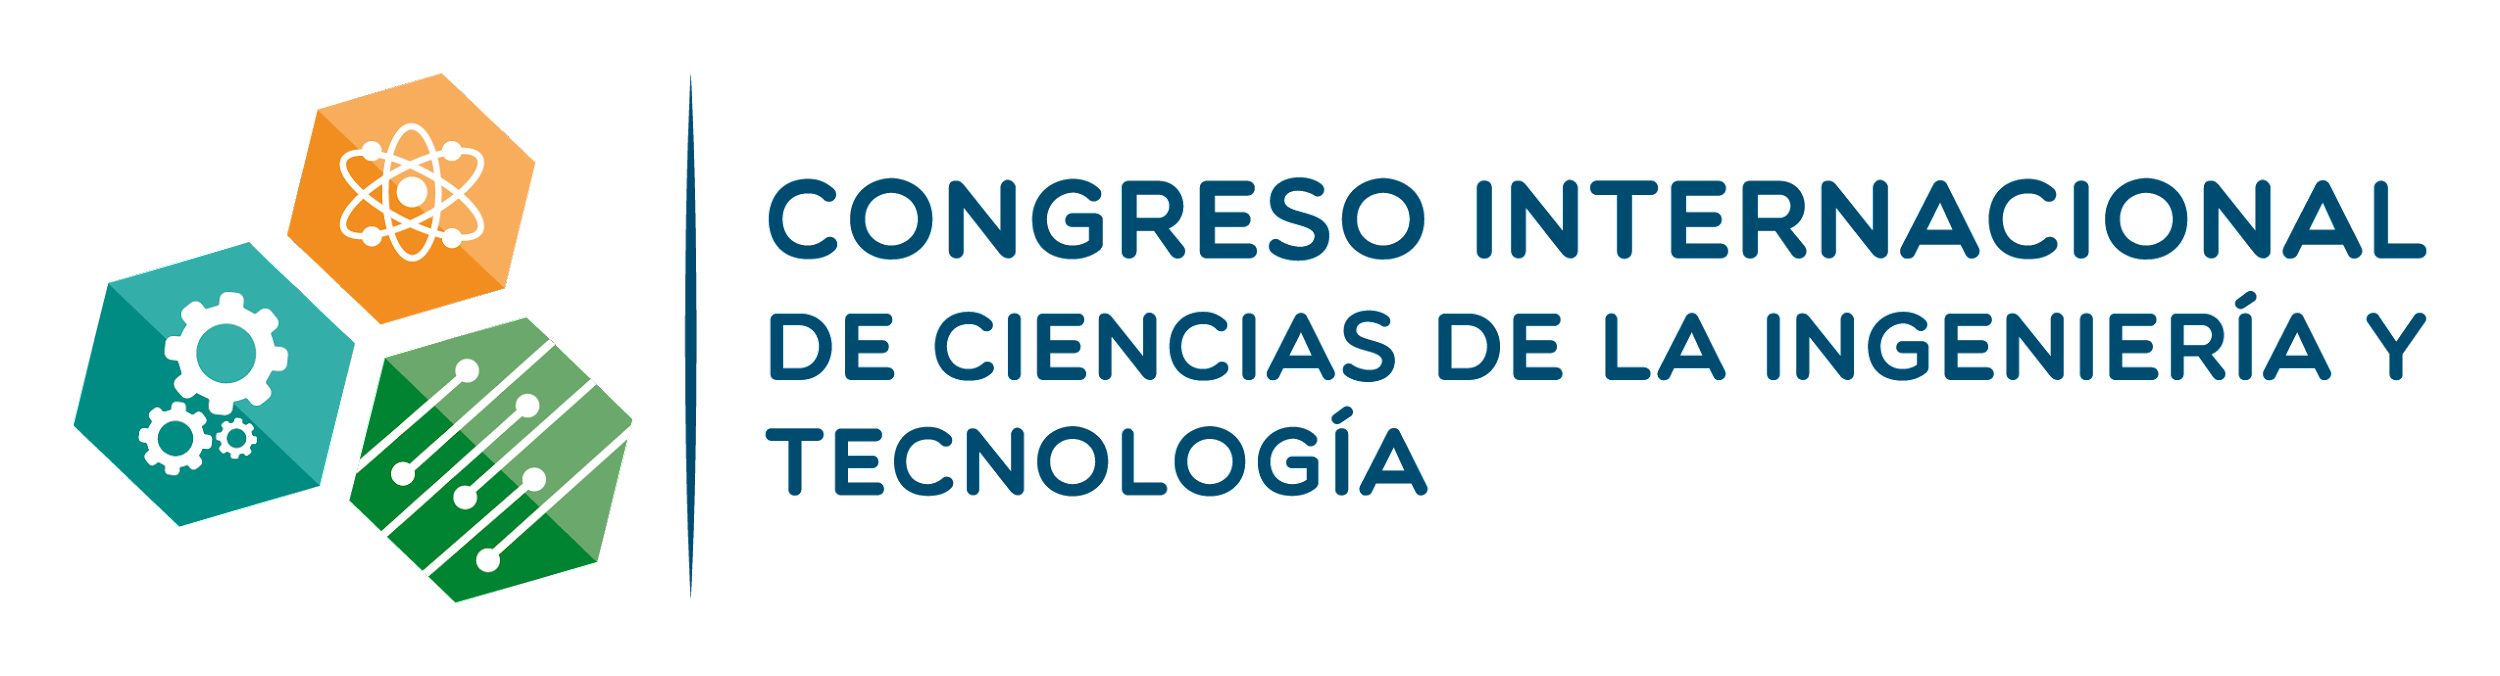 CONGRESO INTERNACIONAL
DE CIENCIAS DE LA INGENIERÍA Y
TECNOLOGÍA